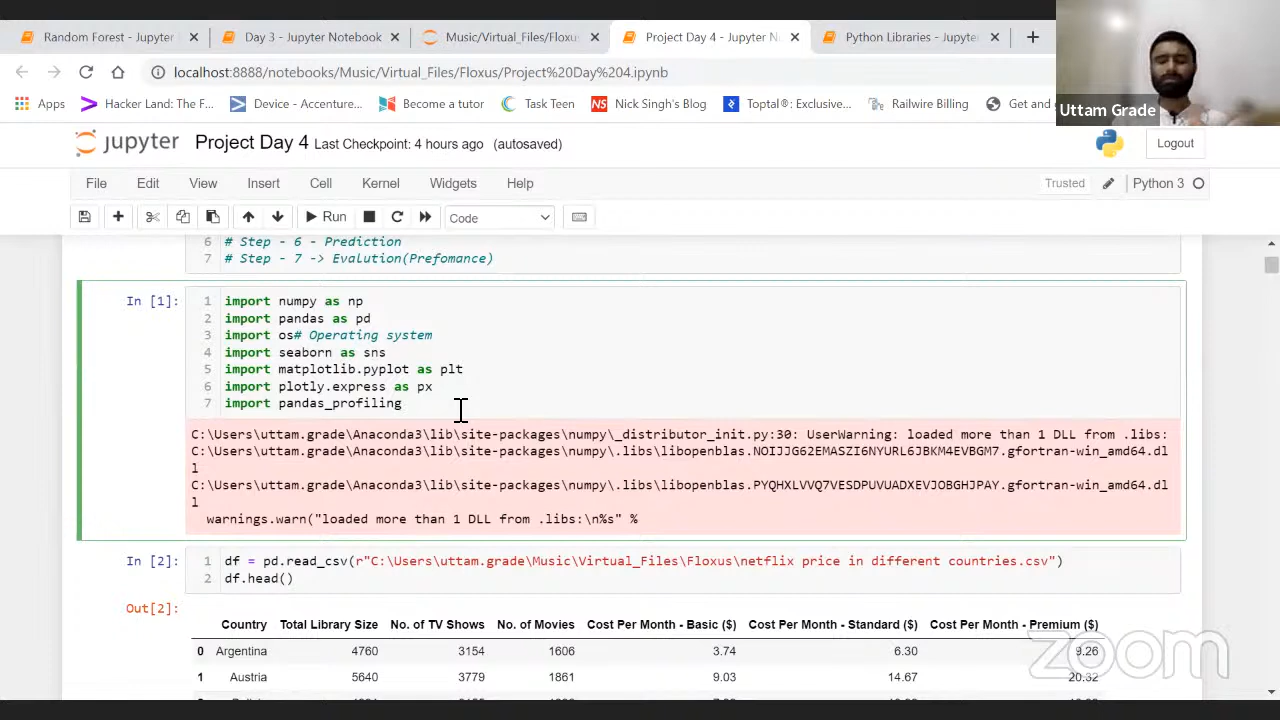 Random Forest - Jupyter
Day 3 - Jupyter Notebook
Music/Virtual_Files/Floxus
Project Day 4 - Jupyter N
Python Libraries - Jupyte
localhost:8888/notebooks/Music/Virtual_Files/Floxus/Project%20Day%204.ipynb
Uttam Grade
Apps
Hacker Land: The F...
Device - Accenture...
Become a tutor
Task Teen
NS
Nick Singh's Blog
Toptal®: Exclusive...
Railwire Billing
Get and
jupyter Project Day 4 Last Checkpoint: 4 hours ago (autosaved)
Logout
File Edit View Insert Cell Kernel Widgets Help
Trusted
Python 3
Run
Code
6 # Step - 6 - Prediction
7 # Step - 7 -> EvaLution(Prefomance)
In [1]:
1 import numpy as np
2 import pandas as pd
3 import os# Operating system
4 import seaborn as sns
5 import matplotlib.pyplot as plt
6 import plotly.express as px
7 import pandas_profiling
C:\Users\uttam.grade\Anaconda3\lib\site-packages\numpy\_distributor_init.py:30: UserWarning: loaded more than 1 DLL from .libs:
C:\Users\uttam.grade\Anaconda3\lib\site-packages\numpy\.libs\libopenblas.NOIJJG62EMASZI6NYURL6JBKM4EVBGM7.gfortran-win_amd64.dl
l
C:\Users\uttam.grade\Anaconda3\lib\site-packages\numpy\.libs\libopenblas.PYQHXLVVQ7VESDPUVUADXEVJOBGHJPAY.gfortran-win_amd64.dl
l
warnings.warn("loaded more than 1 DLL from .libs:\n%s" %
In [2]:
1 df = pd.read_csv(r"C:\Users\uttam.grade\Music\Virtual_Files\Floxus\netflix price in different countries.csv")
2 df.head()
Out[2]:
Country Total Library Size No. of TV Shows No. of Movies Cost Per Month - Basic ($) Cost Per Month - Standard ($) Cost Per Month - Premium ($)
0 Argentina 4760 3154 1606 3.74 6.30 9.26
1 Austria 5640 3779 1861 9.03 14.67 20.32
zoom